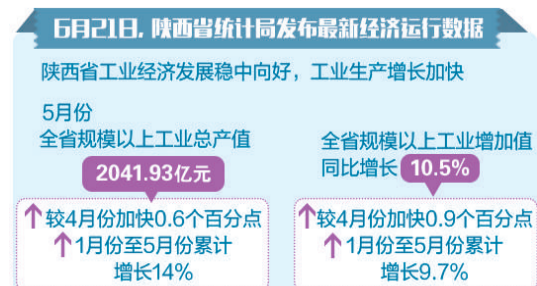 6月21日，陕西省统计局发布最新经济运行数据
陕西省工业经济发展稳中向好，工业生产增长加快
5月份
全省规模以上工业总产值
2041.93亿元
较4月份加快0.6个百分点
1月份至5月份累计
增长14%
全省规模以上工业增加值
同比增长 10.5%
较4月份加快0.9个百分点
1月份至5月份累计
增长9.7%